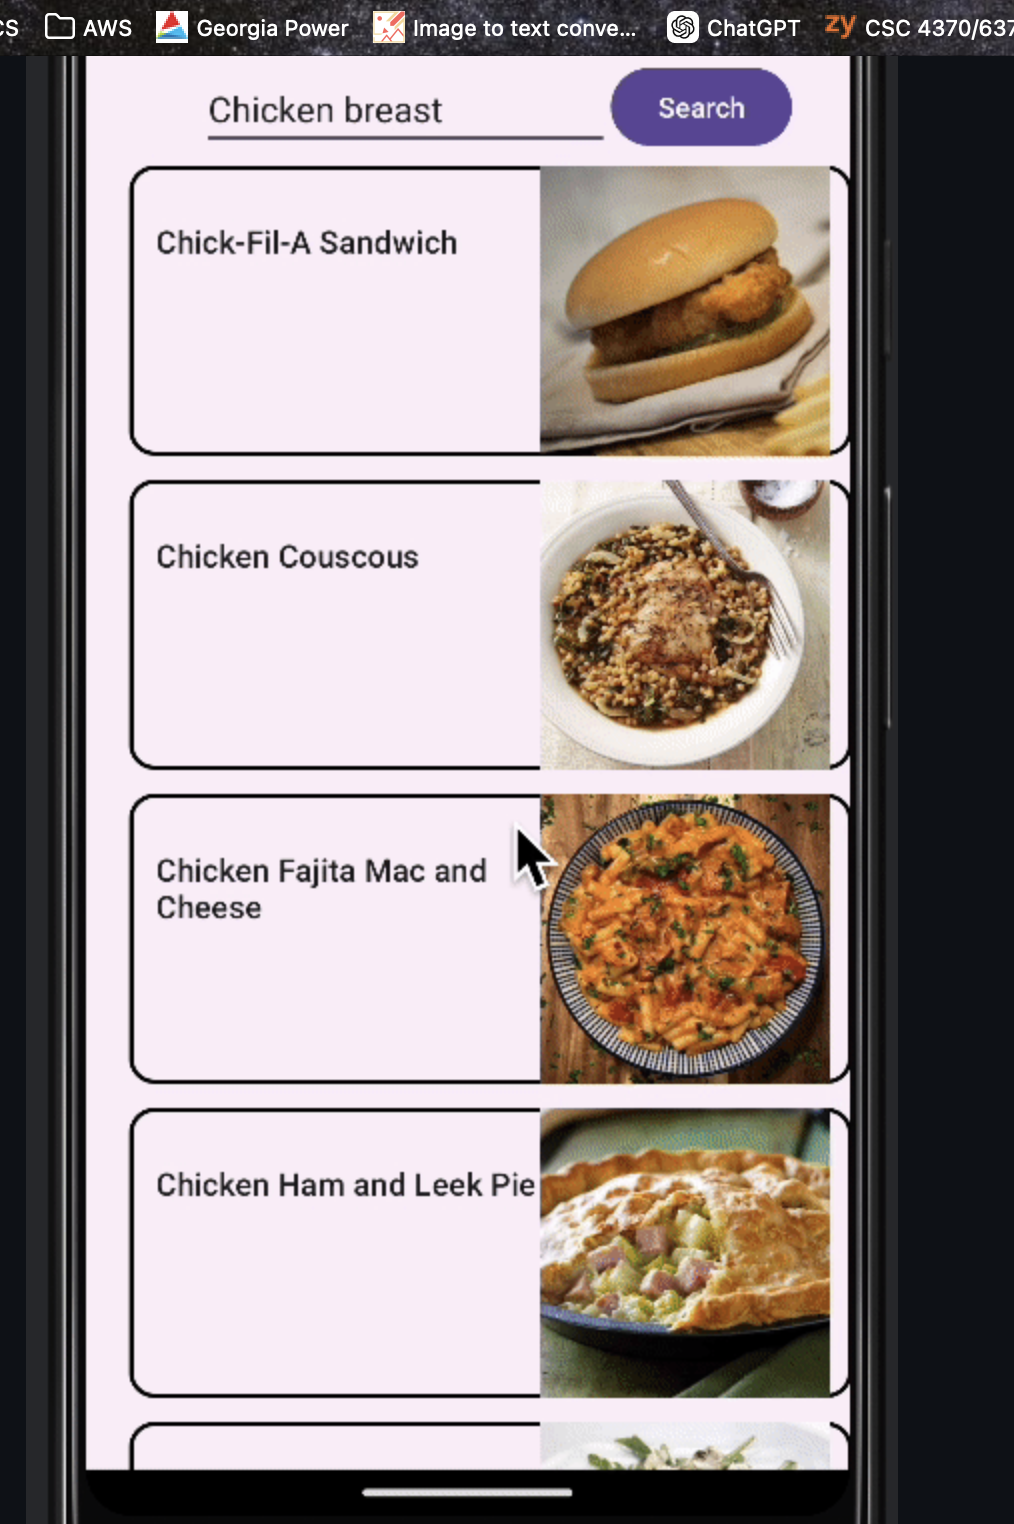 CS
AWS
Georgia Power
Image to text conve...
ChatGPT
zy CSC 4370/637
Chicken breast
Search
Chick-Fil-A Sandwich
Chicken Couscous
Chicken Fajita Mac and
Cheese
Chicken Ham and Leek Pie